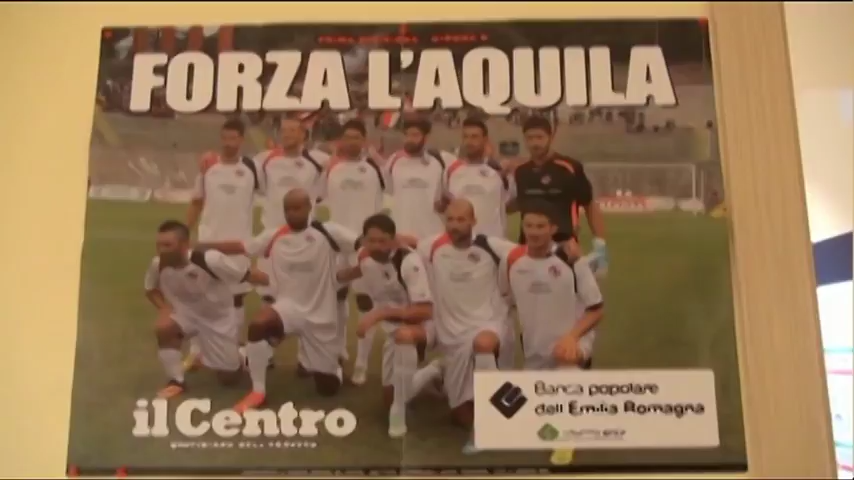 FORZA L'AQUILA
il Centro
Banca popolare
dell'Emilia Romagna